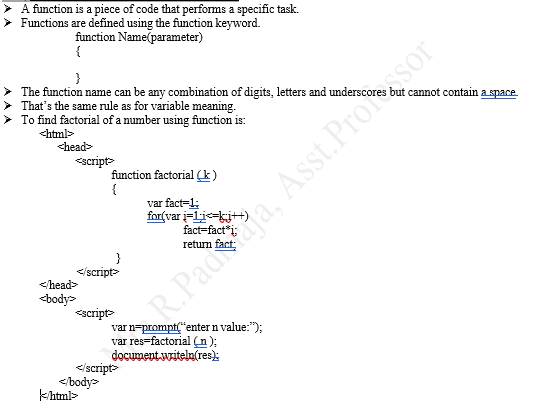 ➤ A function is a piece of code that performs a specific task.
➤ Functions are defined using the function keyword.
function Name(parameter)
{
}
➤ The function name can be any combination of digits, letters and underscores but cannot contain a space.
➤ That's the same rule as for variable meaning.
➤ To find factorial of a number using function is:
<html>
<head>
<script>
function factorial ( k )
{
var fact=1;
for(var i=1;i<=k;i++)
fact=fact*i;
return fact;
}
</script>
</head>
<body>
<script>
var n=prompt("enter n value:");
var res=factorial ( n );
document.writeln(res);
</script>
</body>
</html>
R.Padmaja, Asst.Professor